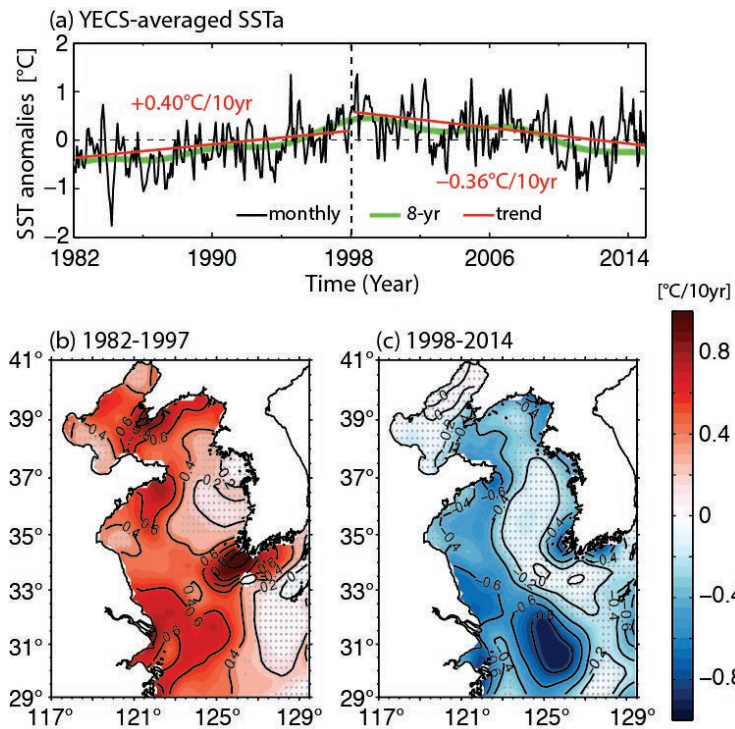 (a) YECS-averaged SSTa
SST anomalies [°C]
2
1
0
−1
−2
+0.40°C/10yr
−0.36°C/10yr
monthly 8-yr trend
1982 1990 1998 2006 2014
Time (Year)
[°C/10yr]
(b) 1982-1997
41°
39°
37°
35°
33°
31°
29°
117° 121° 125° 129°
(c) 1998-2014
41°
39°
37°
35°
33°
31°
29°
117° 121° 125° 129°
0.8
0.4
0
−0.4
−0.8